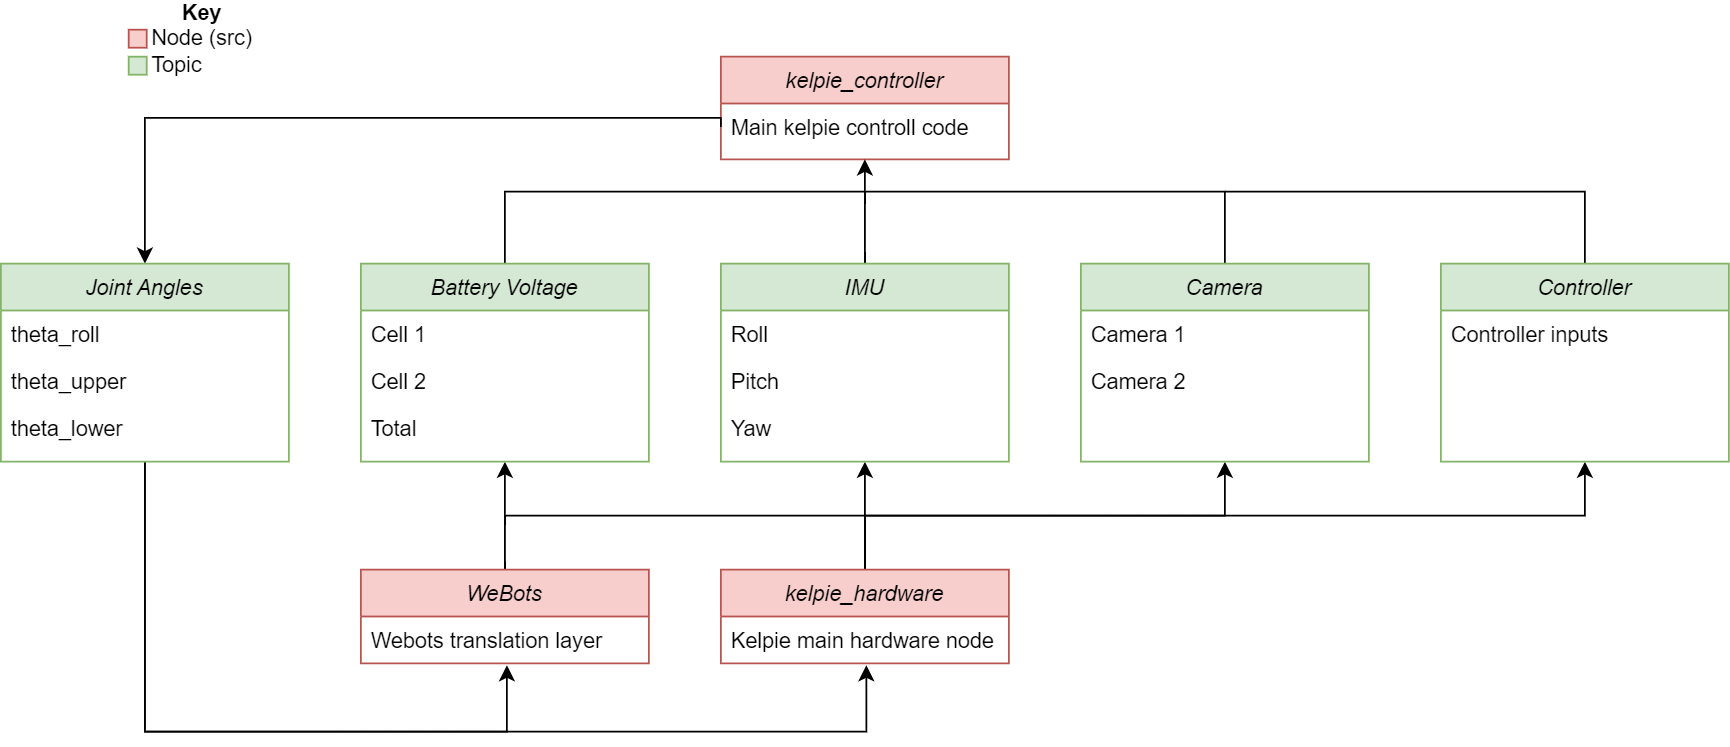 Key
Node (src)
Topic
kelpie_controller
Main kelpie controll code
Joint Angles
theta_roll
theta_upper
theta_lower
Battery Voltage
Cell 1
Cell 2
Total
IMU
Roll
Pitch
Yaw
Camera
Camera 1
Camera 2
Controller
Controller inputs
WeBots
Webots translation layer
kelpie_hardware
Kelpie main hardware node